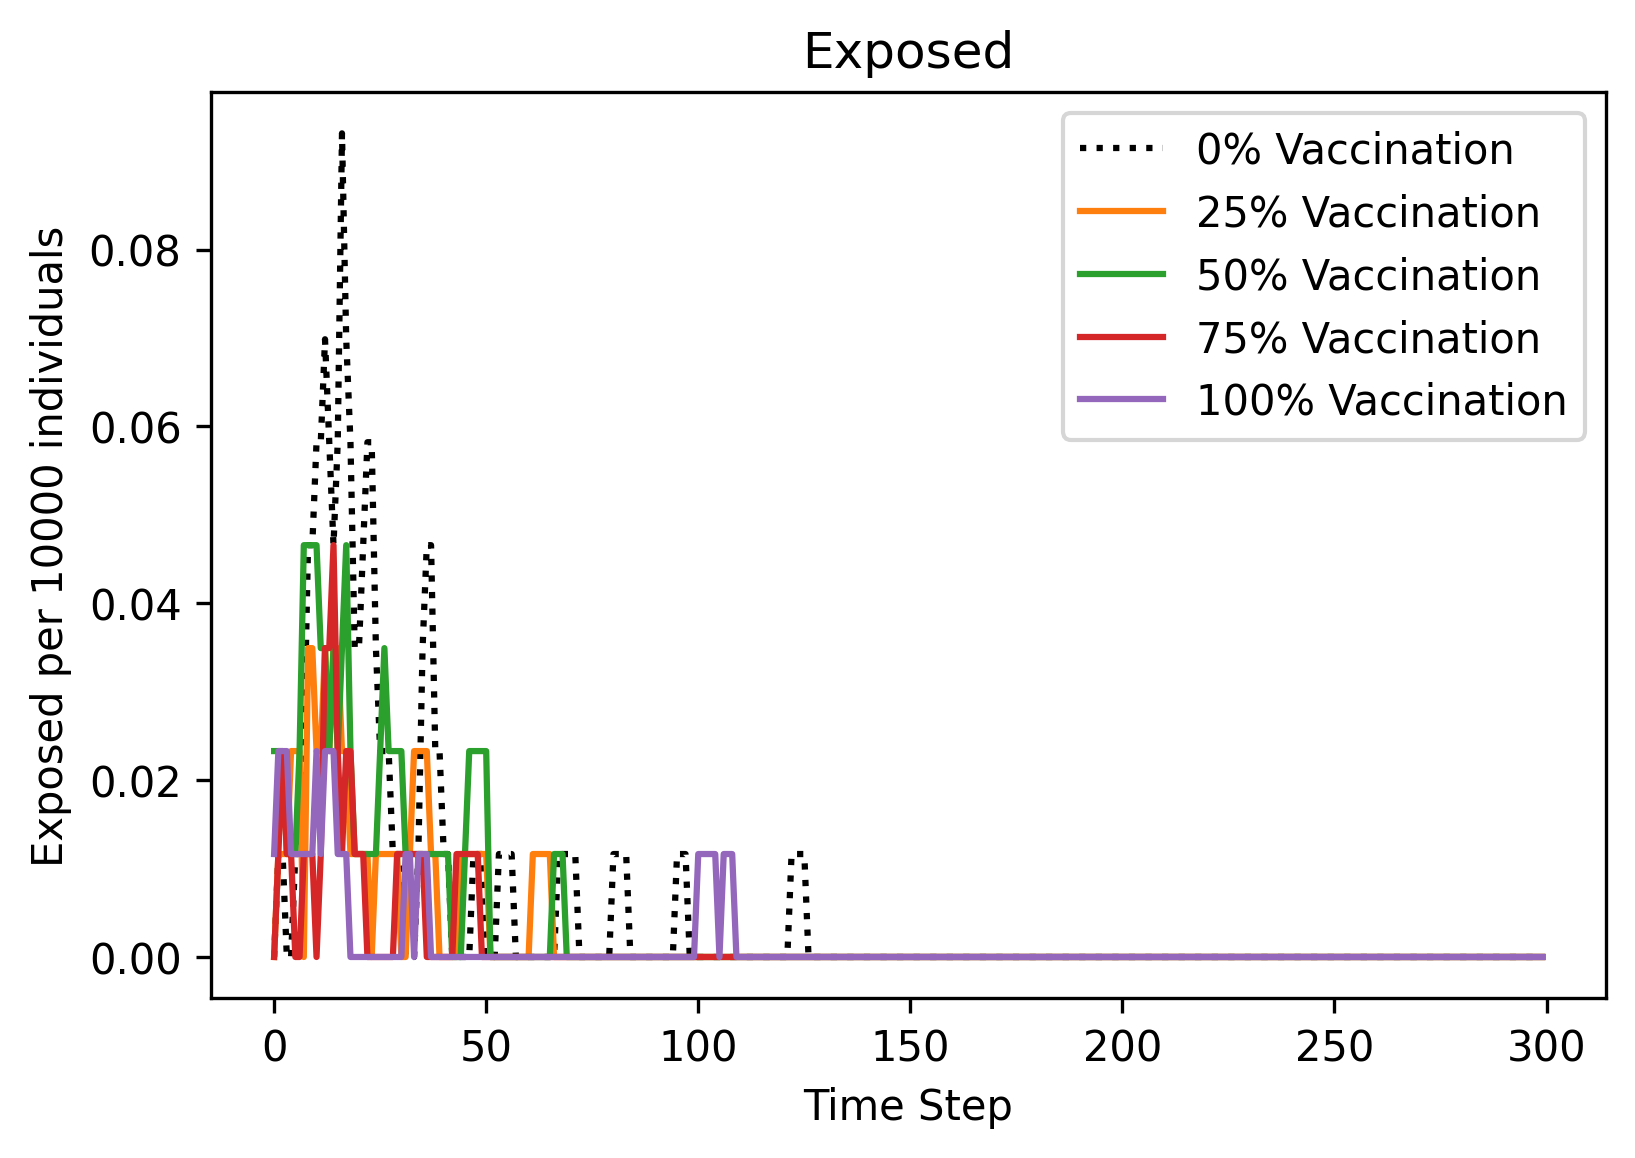 Exposed
0% Vaccination
25% Vaccination
50% Vaccination
75% Vaccination
100% Vaccination
Exposed per 10000 individuals
0.08
0.06
0.04
0.02
0.00
0 50 100 150 200 250 300
Time Step